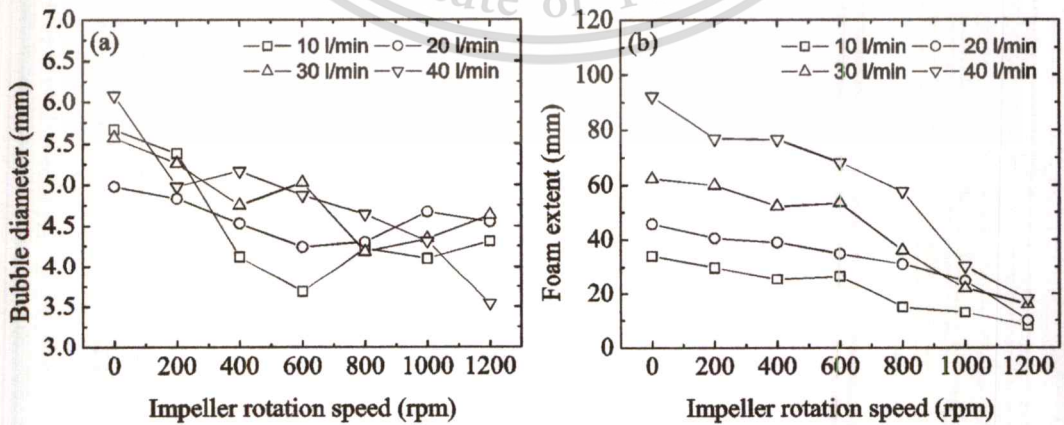 ate of T
(a)
10 l/min 20 l/min
30 l/min 40 l/min
7.0
6.5
6.0
5.5
5.0
4.5
4.0
3.5
3.0
Bubble diameter (mm)
0 200 400 600 800 1000 1200
Impeller rotation speed (rpm)
(b)
10 l/min 20 l/min
30 l/min 40 l/min
120
100
80
60
40
20
0
Foam extent (mm)
0 200 400 600 800 1000 1200
Impeller rotation speed (rpm)